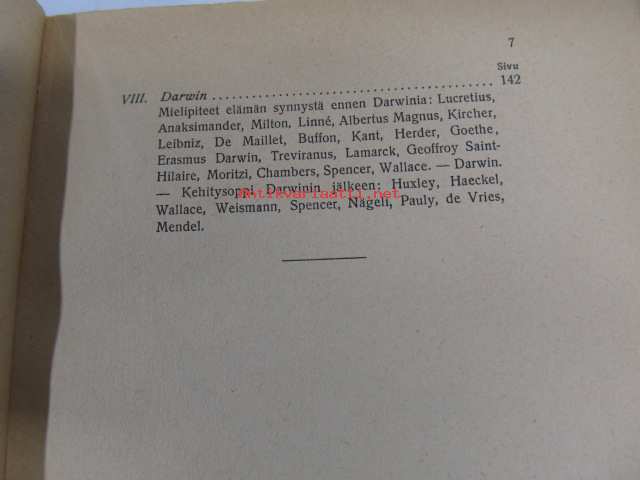 7
Sivu
VIII. Darwin ........................................ 142
Mielipiteet elämän synnystä ennen Darwinia: Lucretius,
Anaksimander, Milton, Linné, Albertus Magnus, Kircher,
Leibniz, De Maillet, Buffon, Kant, Herder, Goethe,
Erasmus Darwin, Treviranus, Lamarck, Geoffroy Saint-
Hilaire, Moritzi, Chambers, Spencer, Wallace. — Darwin.
— Kehitysoppi Darwinin jälkeen: Huxley, Haeckel,
Antikvariaatti.net
Wallace, Weismann, Spencer, Nägeli, Pauly, de Vries,
Mendel.